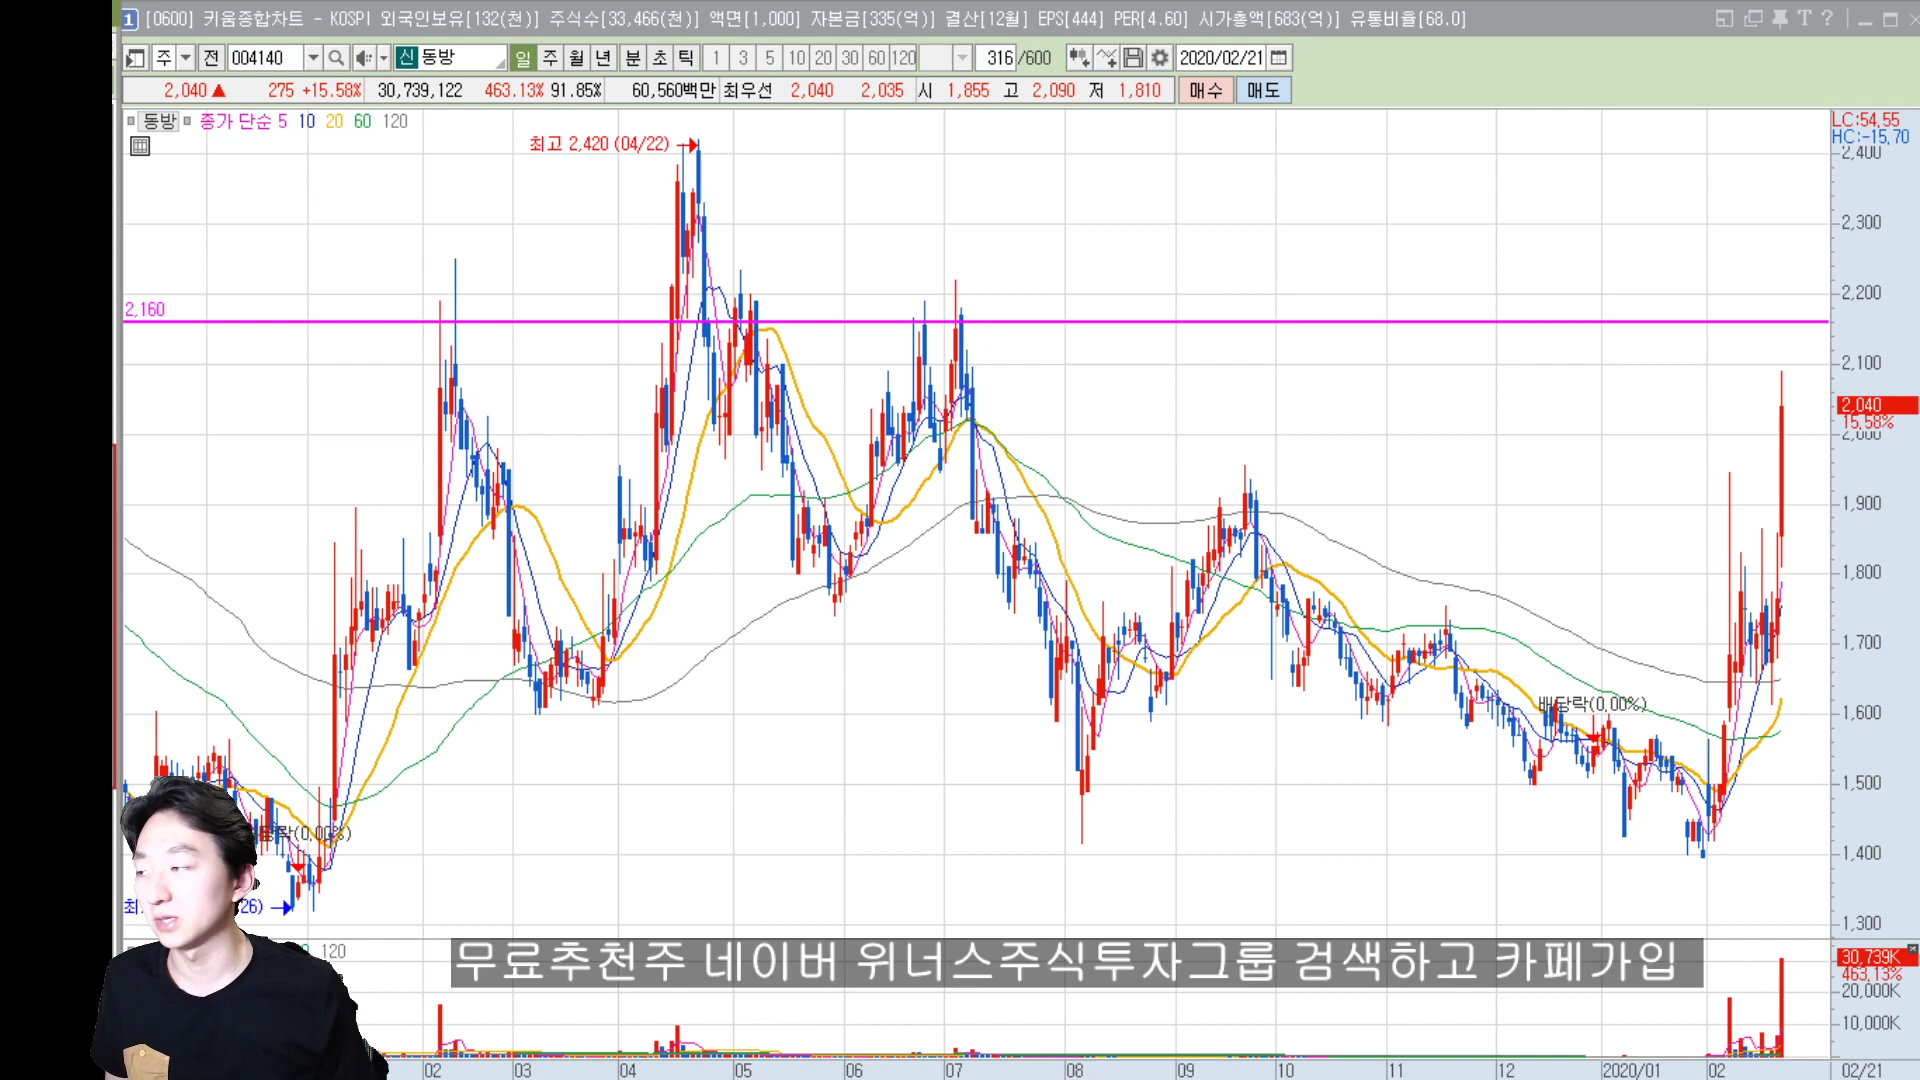 1 [0600] 키움종합차트 - KOSPI 외국인보유[132(천)] 주식수[33,466(천)] 액면[1,000] 자본금[335(억)] 결산[12월] EPS[444] PER[4.60] 시가총액[683(억)] 유통비율[68.0]
주 전 004140 신 동방 일 주 월 년 분 초 틱 1 3 5 10 20 30 60 120 316 /600 2020/02/21
2,040 ▲ 275 +15.58% 30,739,122 463.13% 91.85% 60,560백만 최우선 2,040 2,035 시 1,855 고 2,090 저 1,810 매수 매도
동방 종가 단순 5 10 20 60 120
LC:54.55
HC:-15.70
최고 2,420 (04/22)
2,400
2,300
2,200
2,160
2,100
2,040
15.58%
2,000
1,900
1,800
1,700
배당락(0.00%)
1,600
1,500
락(0.00%)
1,400
26)
1,300
120
무료추천주 네이버 위너스주식투자그룹 검색하고 카페가입
30,739K
463.13%
20,000K
10,000K
02 03 04 05 06 07 08 09 10 11 12 2020/01 02 02/21